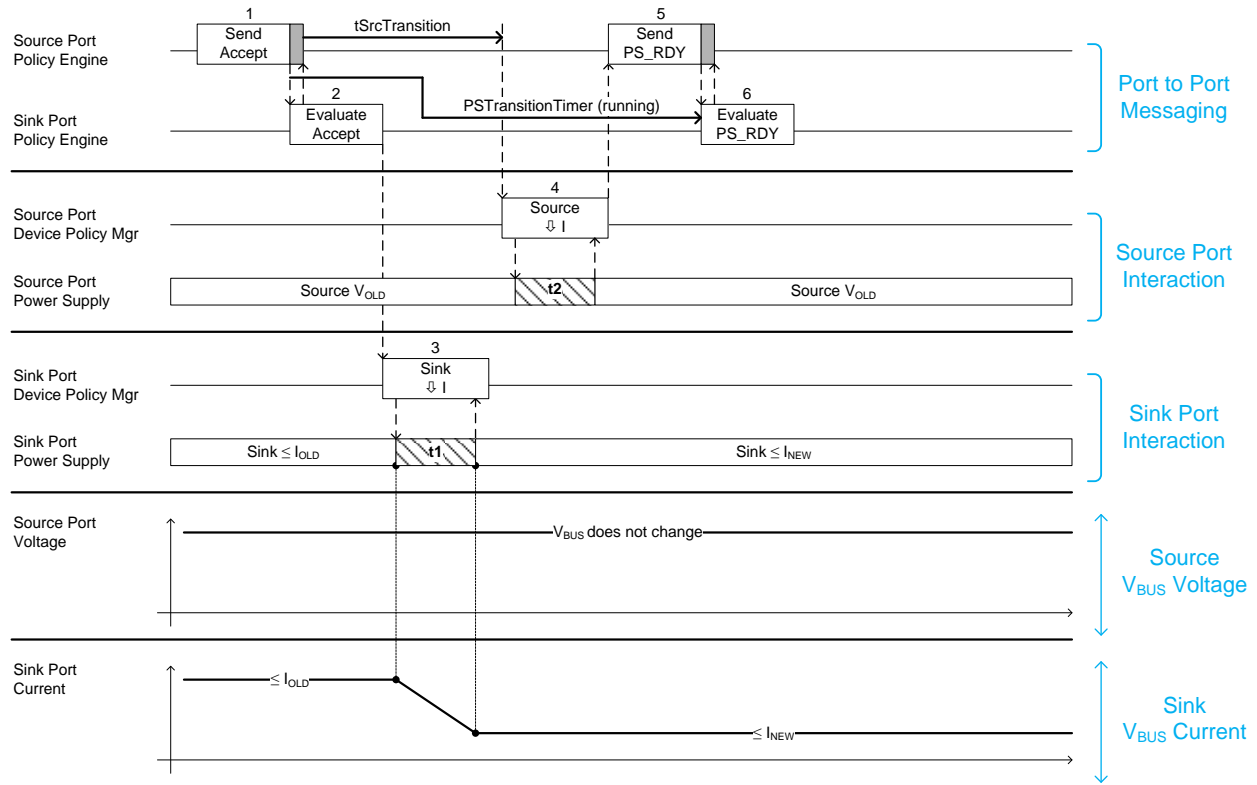 1
Send
Accept
tSrcTransition
5
Send
PS_RDY
Source Port
Policy Engine
2
Evaluate
Accept
PSTransitionTimer (running)
6
Evaluate
PS_RDY
Sink Port
Policy Engine
Port to Port
Messaging
4
Source
⇩ I
Source Port
Device Policy Mgr
Source Port
Power Supply
Source VOLD
t2
Source VOLD
Source Port
Interaction
3
Sink
⇩ I
Sink Port
Device Policy Mgr
Sink Port
Power Supply
Sink ≤ IOLD
t1
Sink ≤ INEW
Sink Port
Interaction
Source Port
Voltage
VBUS does not change
Source
VBUS Voltage
Sink Port
Current
≤ IOLD
≤ INEW
Sink
VBUS Current